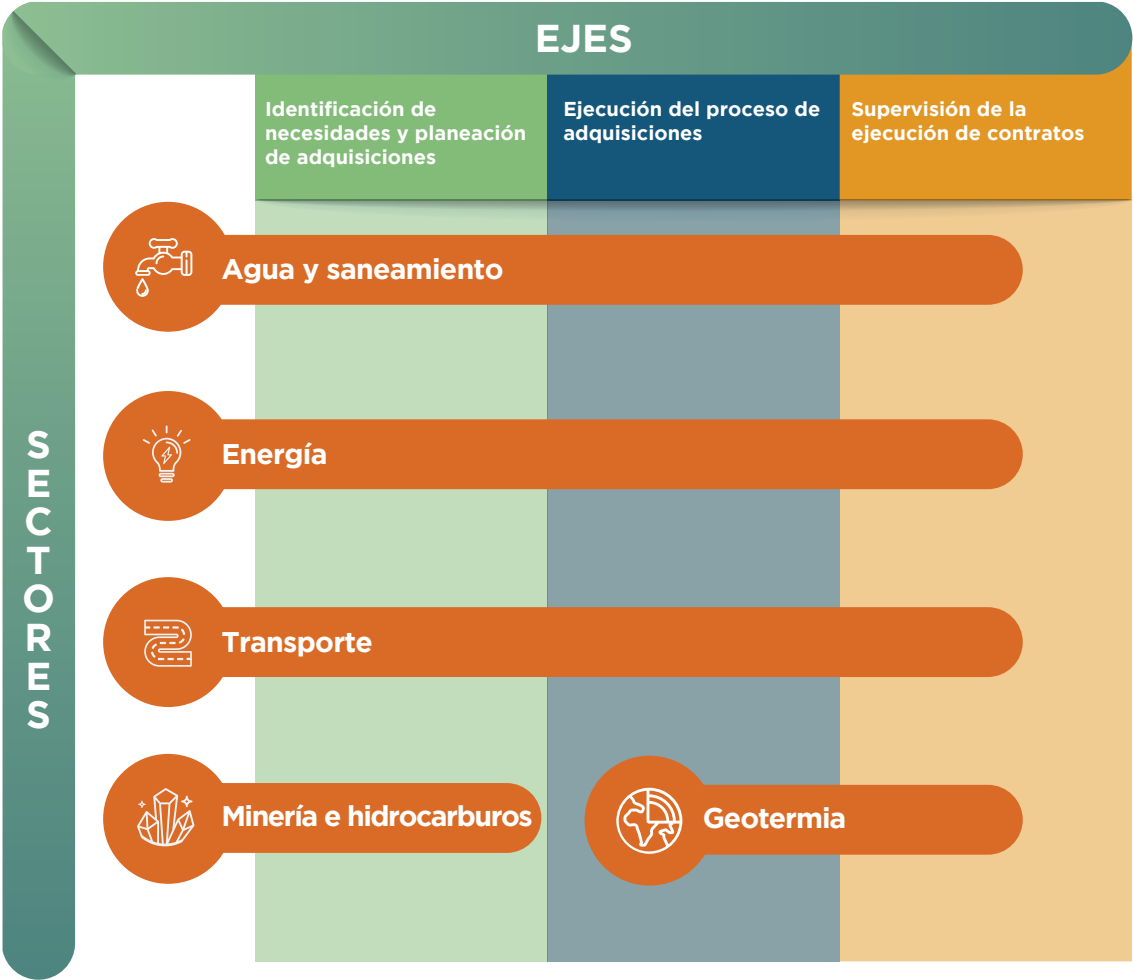 EJES
Identificación de
necesidades y planeación
de adquisiciones
Ejecución del proceso de
adquisiciones
Supervisión de la
ejecución de contratos
SECTORES
Agua y saneamiento
Energía
Transporte
Minería e hidrocarburos
Geotermia